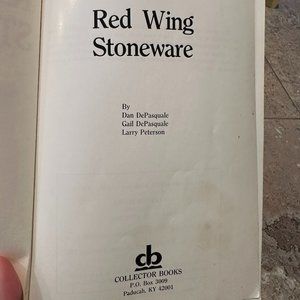 Red Wing
Stoneware
By
Dan DePasquale
Gail DePasquale
Larry Peterson
cb
COLLECTOR BOOKS
P.O. Box 3009
Paducah, KY 42001